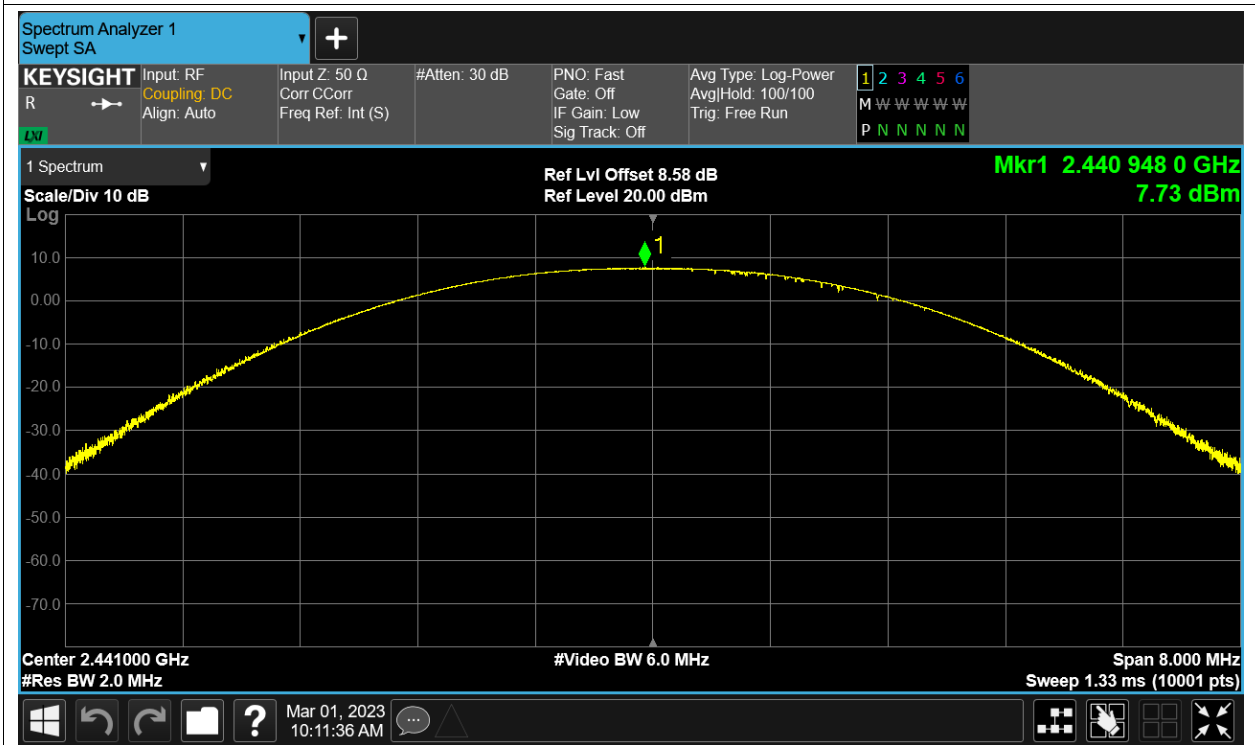 Spectrum Analyzer 1
Swept SA
+
KEYSIGHT
R
LXI
Input: RF
Coupling: DC
Align: Auto
Input Z: 50 Ω
Corr CCorr
Freq Ref: Int (S)
#Atten: 30 dB
PNO: Fast
Gate: Off
IF Gain: Low
Sig Track: Off
Avg Type: Log-Power
Avg|Hold: 100/100
Trig: Free Run
1 2 3 4 5 6
M W W W W W W
P N N N N N
1 Spectrum
Scale/Div 10 dB
Log
Ref Lvl Offset 8.58 dB
Ref Level 20.00 dBm
Mkr1 2.440 948 0 GHz
7.73 dBm
1
10.0
0.00
-10.0
-20.0
-30.0
-40.0
-50.0
-60.0
-70.0
Center 2.441000 GHz
#Res BW 2.0 MHz
#Video BW 6.0 MHz
Span 8.000 MHz
Sweep 1.33 ms (10001 pts)
?
Mar 01, 2023
10:11:36 AM